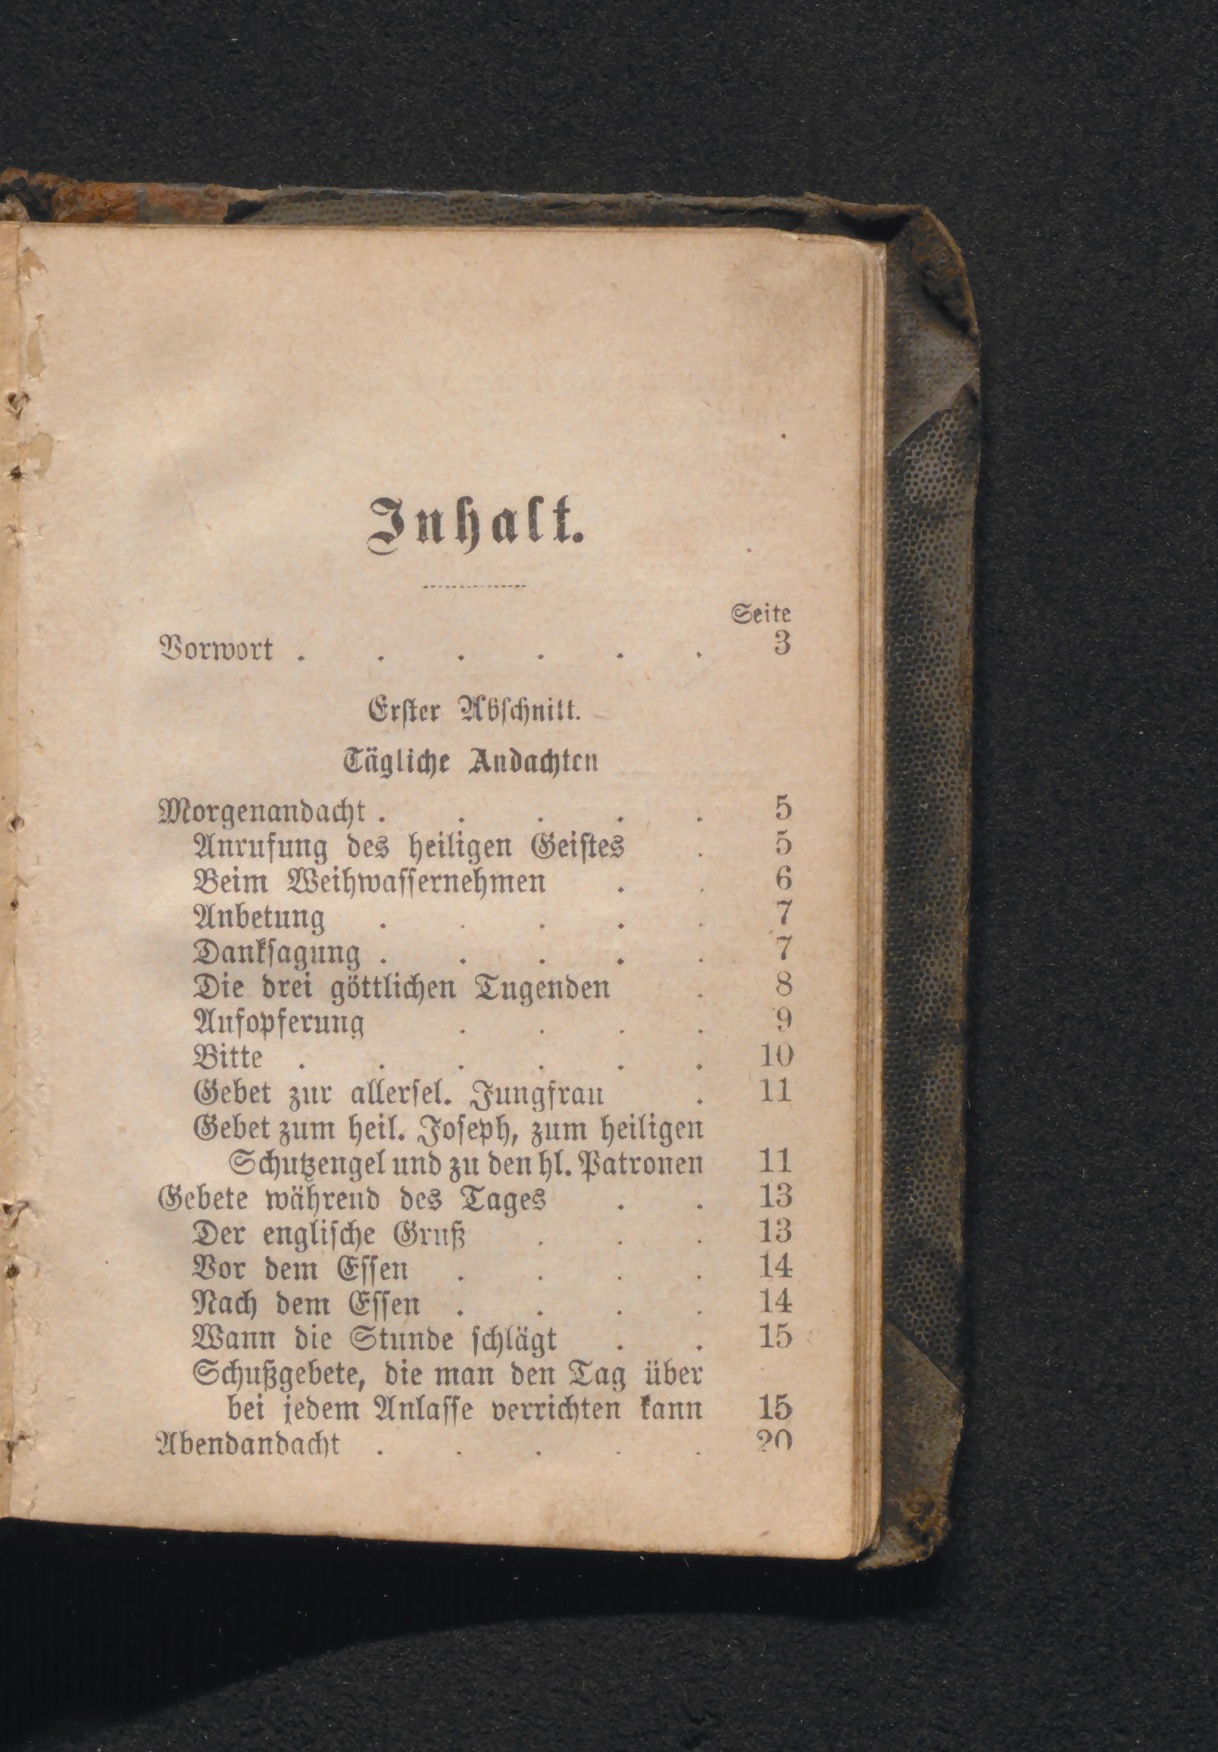 Inhalt.
Seite
Vorwort . . . . . . 3
Erster Abschnitt.
Tägliche Andachten
Morgenandacht . . . . . 5
Anrufung des heiligen Geistes . 5
Beim Weihwassernehmen . . 6
Anbetung . . . . . 7
Danksagung . . . . . 7
Die drei göttlichen Tugenden . 8
Aufopferung . . . . 9
Bitte . . . . . . 10
Gebet zur allersel. Jungfrau . 11
Gebet zum heil. Joseph, zum heiligen
Schutzengel und zu den hl. Patronen 11
Gebete während des Tages . . 13
Der englische Gruß . . . 13
Vor dem Essen . . . . 14
Nach dem Essen . . . . 14
Wann die Stunde schlägt . . 15
Schußgebete, die man den Tag über
bei jedem Anlasse verrichten kann 15
Abendandacht . . . . . 20